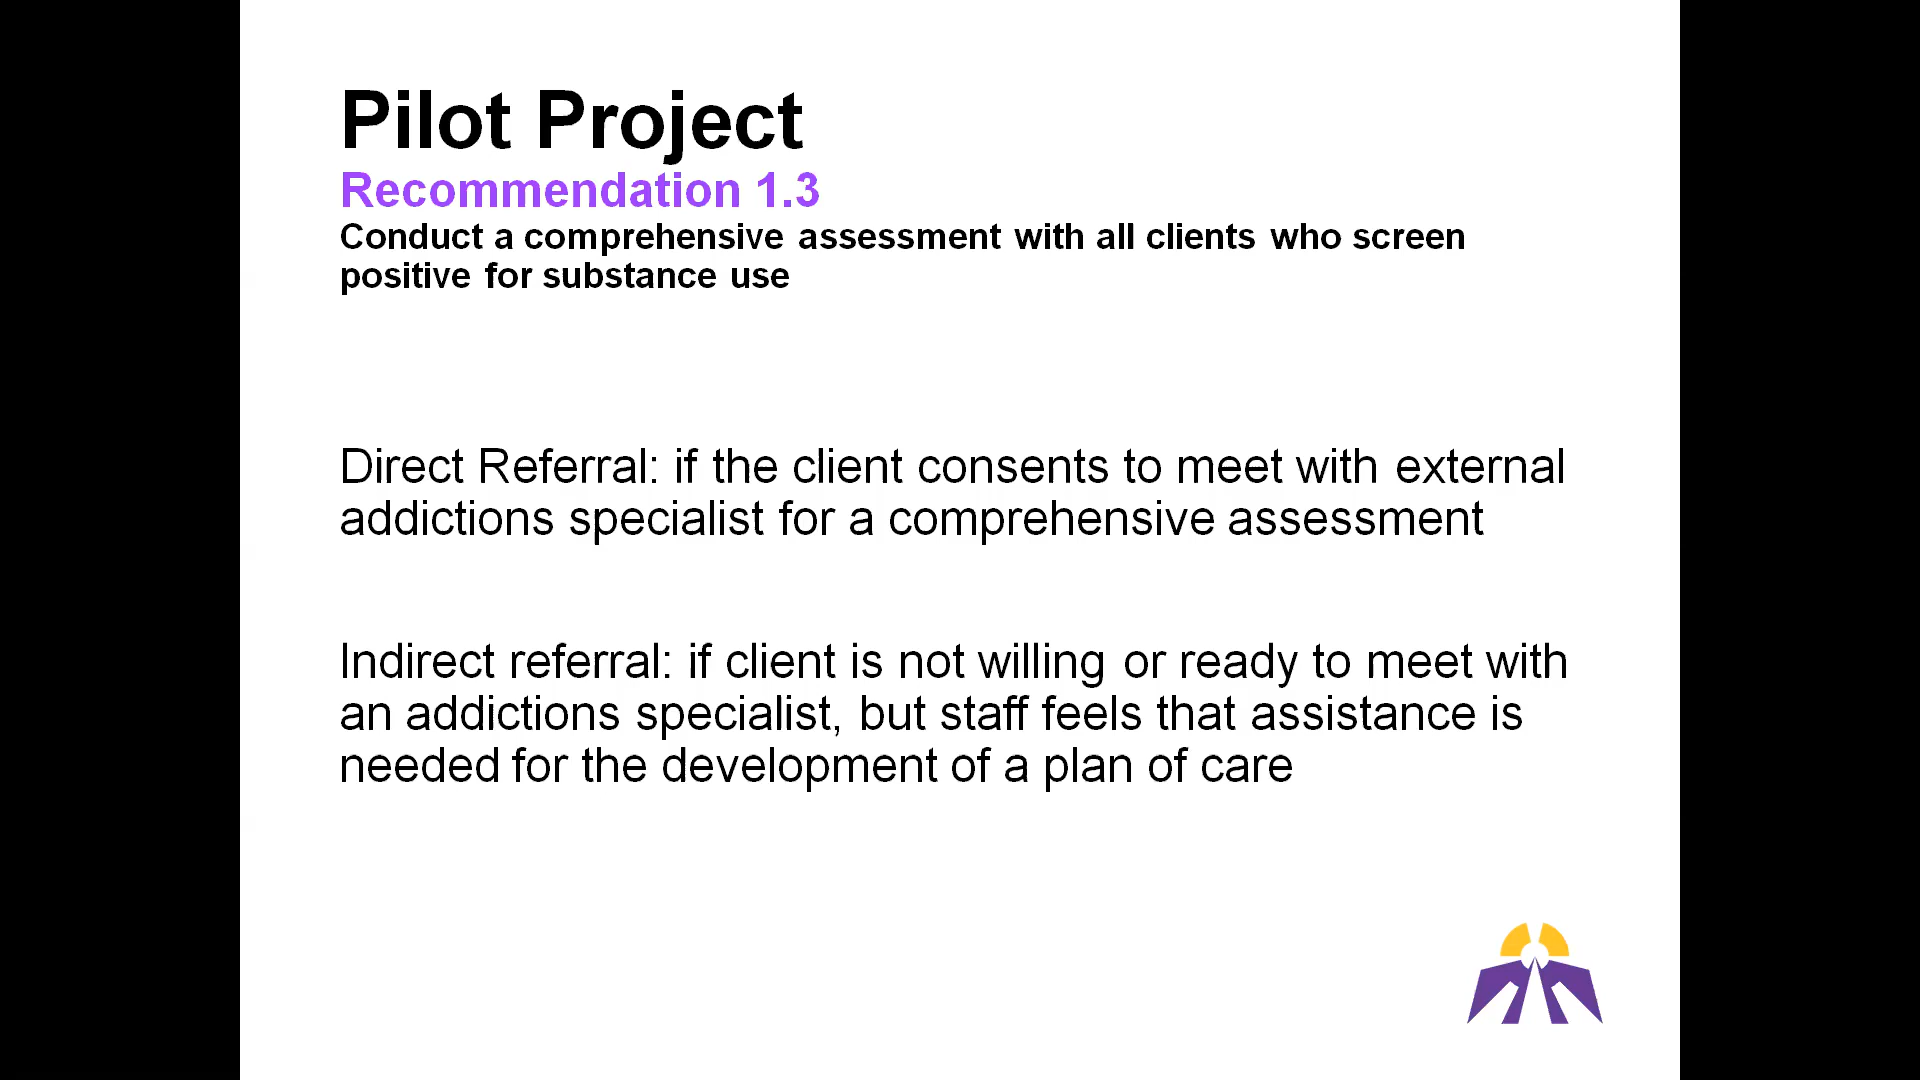 Pilot Project
Recommendation 1.3
Conduct a comprehensive assessment with all clients who screen
positive for substance use
Direct Referral: if the client consents to meet with external
addictions specialist for a comprehensive assessment
Indirect referral: if client is not willing or ready to meet with
an addictions specialist, but staff feels that assistance is
needed for the development of a plan of care